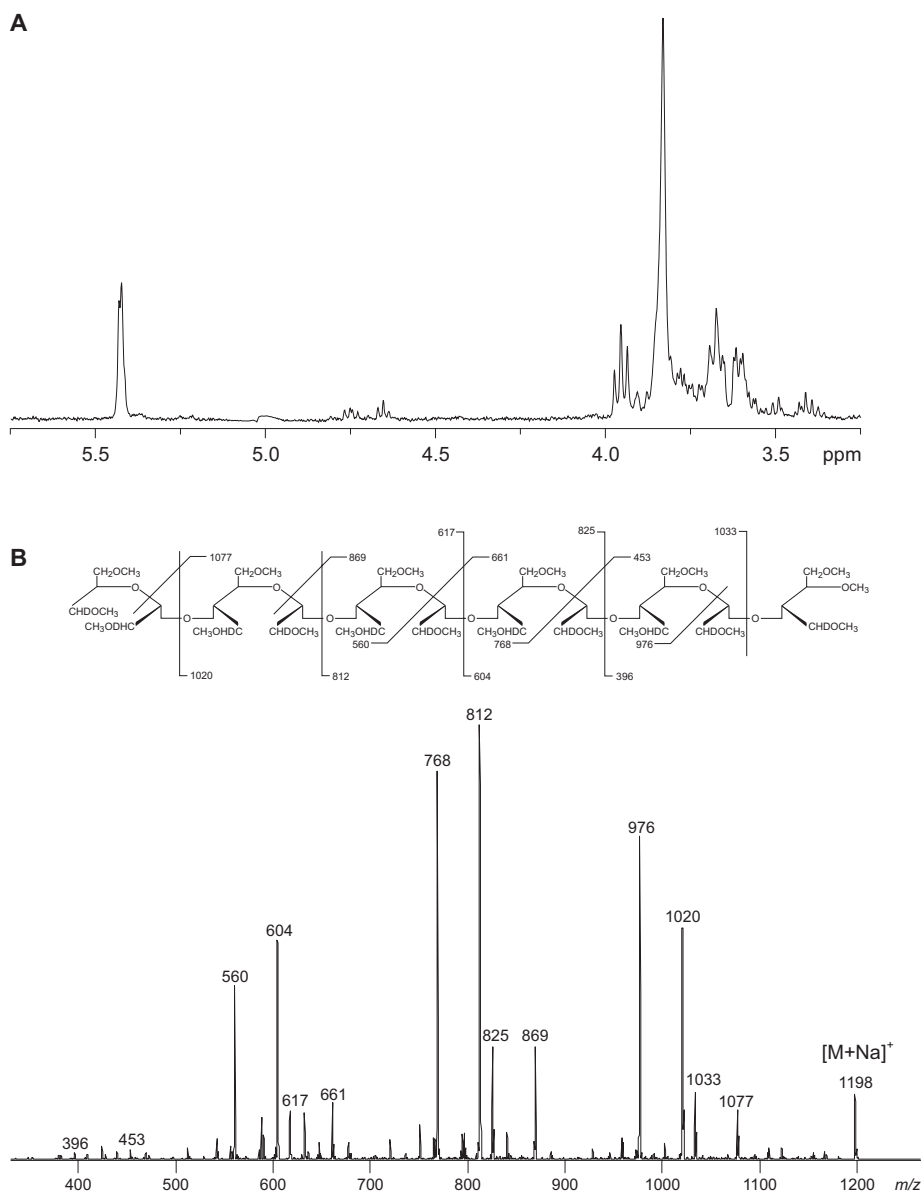 A
5.5 5.0 4.5 4.0 3.5 ppm
B
617 825 1033
1077 869 661 453
CH2OCH3 CH2OCH3 CH2OCH3 CH2OCH3 CH2OCH3 CH2OCH3
O O O O O OCH3
CHDOCH3
O O O O O O
CH3ODHC CH3OHDC CHDOCH3 CH3OHDC CHDOCH3 CH3OHDC CHDOCH3 CH3OHDC CHDOCH3 CHDOCH3
560 768 976
1020 812 604 396
812
768
976
1020
604
560
825 869
[M+Na]+
1033
1198
617 661
1077
396 453
400 500 600 700 800 900 1000 1100 1200 m/z